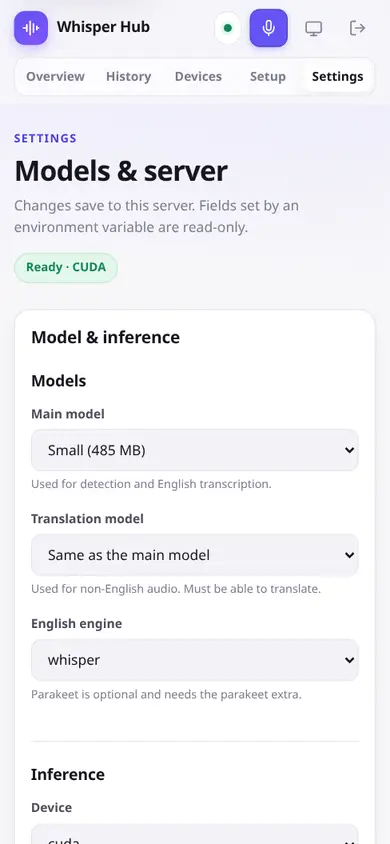 Whisper Hub
Overview History Devices Setup Settings
SETTINGS
Models & server
Changes save to this server. Fields set by an
environment variable are read-only.
Ready · CUDA
Model & inference
Models
Main model
Small (485 MB)
Used for detection and English transcription.
Translation model
Same as the main model
Used for non-English audio. Must be able to translate.
English engine
whisper
Parakeet is optional and needs the parakeet extra.
Inference
Device
cuda